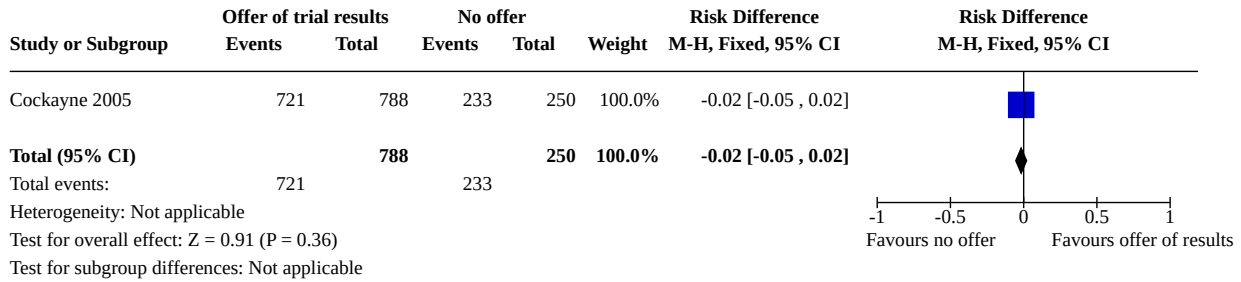 Offer of trial results No offer Risk Difference Risk Difference
Study or Subgroup Events Total Events Total Weight M-H, Fixed, 95% CI M-H, Fixed, 95% CI
Cockayne 2005 721 788 233 250 100.0% -0.02 [-0.05 , 0.02]
Total (95% CI) 788 250 100.0% -0.02 [-0.05 , 0.02]
Total events: 721 233
Heterogeneity: Not applicable
-1 -0.5 0 0.5 1
Test for overall effect: Z = 0.91 (P = 0.36)
Favours no offer Favours offer of results
Test for subgroup differences: Not applicable